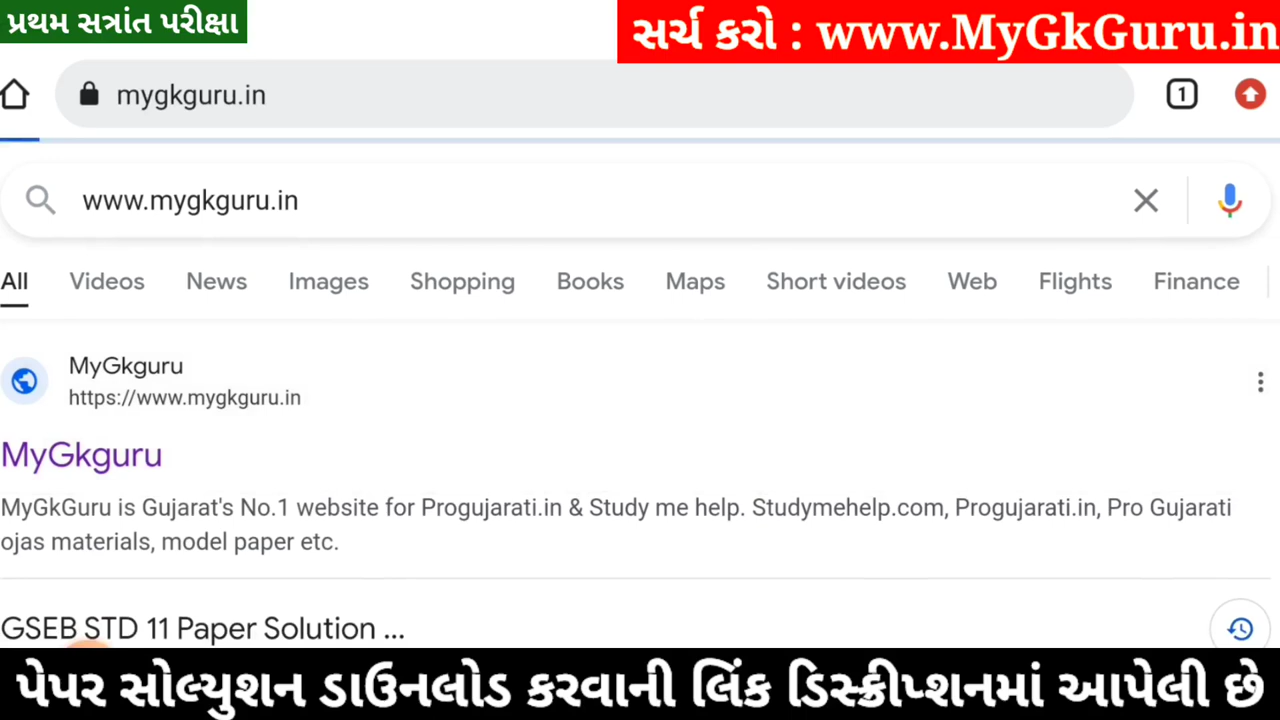 પ્રથમ સત્રાંત પરીક્ષા
સર્ચ કરો : www.MyGkGuru.in
mygkguru.in
1
www.mygkguru.in
All Videos News Images Shopping Books Maps Short videos Web Flights Finance
MyGkguru
https://www.mygkguru.in
MyGkguru
MyGkGuru is Gujarat's No.1 website for Progujarati.in & Study me help. Studymehelp.com, Progujarati.in, Pro Gujarati
ojas materials, model paper etc.
GSEB STD 11 Paper Solution ...
પેપર સોલ્યુશન ડાઉનલોડ કરવાની લિંક ડિસ્ક્રીપ્શનમાં આપેલી છે